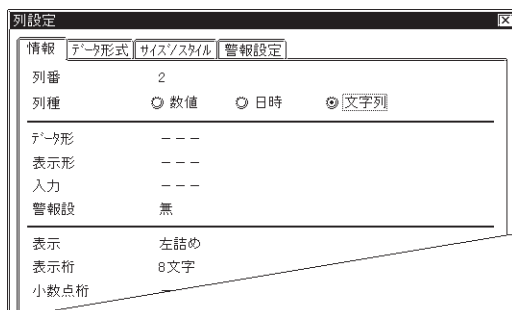 列設定
情報 ﾃﾞｰﾀ形式 ｻｲｽﾞ/ｽﾀｲﾙ 警報設定
列番 2
列種 数値 日時 文字列
ﾃﾞｰﾀ形 ---
表示形 ---
入力 ---
警報設 無
表示 左詰め
表示桁 8文字
小数点桁